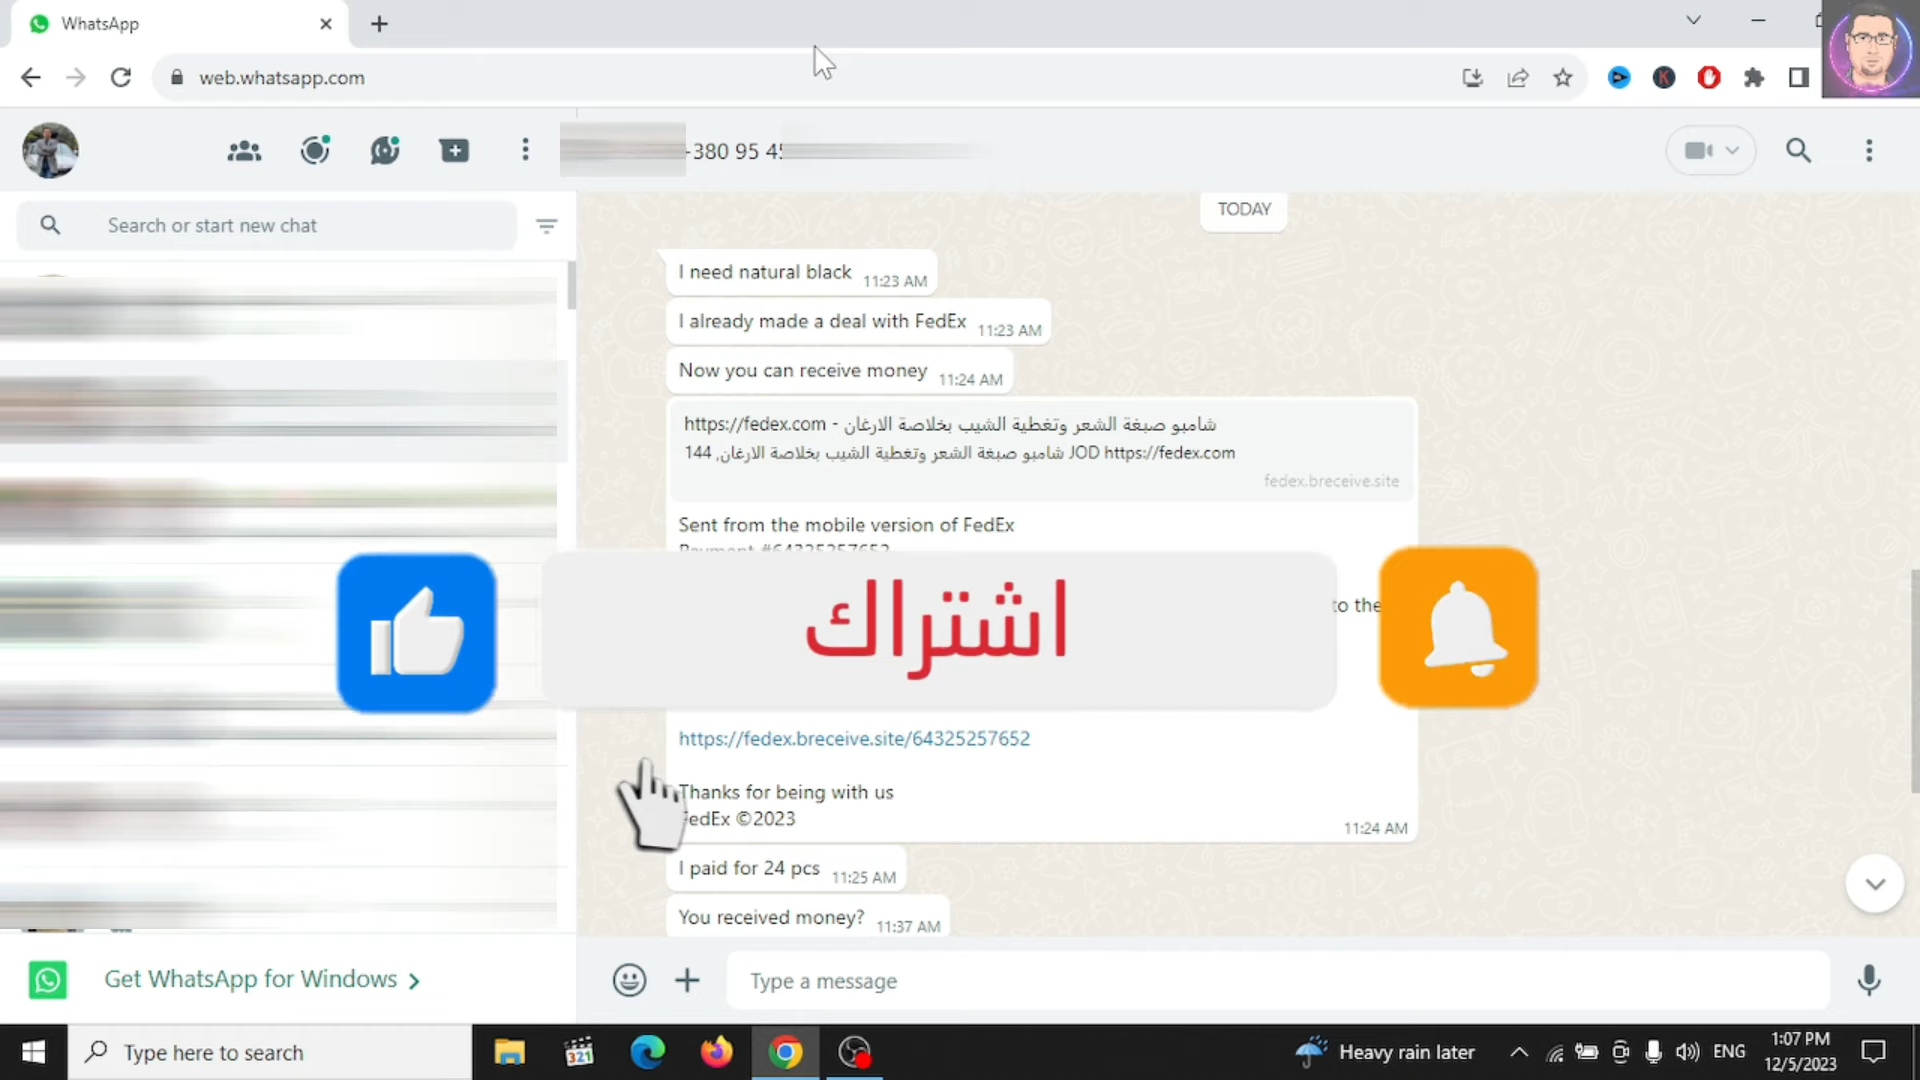 WhatsApp
web.whatsapp.com
+380 95 45
Search or start new chat
TODAY
I need natural black 11:23 AM
I already made a deal with FedEx 11:23 AM
Now you can receive money 11:24 AM
https://fedex.com - شامبو صبغة الشعر وتغطية الشيب بخلاصة الارغان
144 ,شامبو صبغة الشعر وتغطية الشيب بخلاصة الارغان JOD https://fedex.com
fedex.breceive.site
Sent from the mobile version of FedEx
Payment #64325257652
to the
اشتراك
https://fedex.breceive.site/64325257652
Thanks for being with us
FedEx ©2023
11:24 AM
I paid for 24 pcs 11:25 AM
You received money? 11:37 AM
Get WhatsApp for Windows
Type a message
Type here to search
321
Heavy rain later
ENG
1:07 PM
12/5/2023